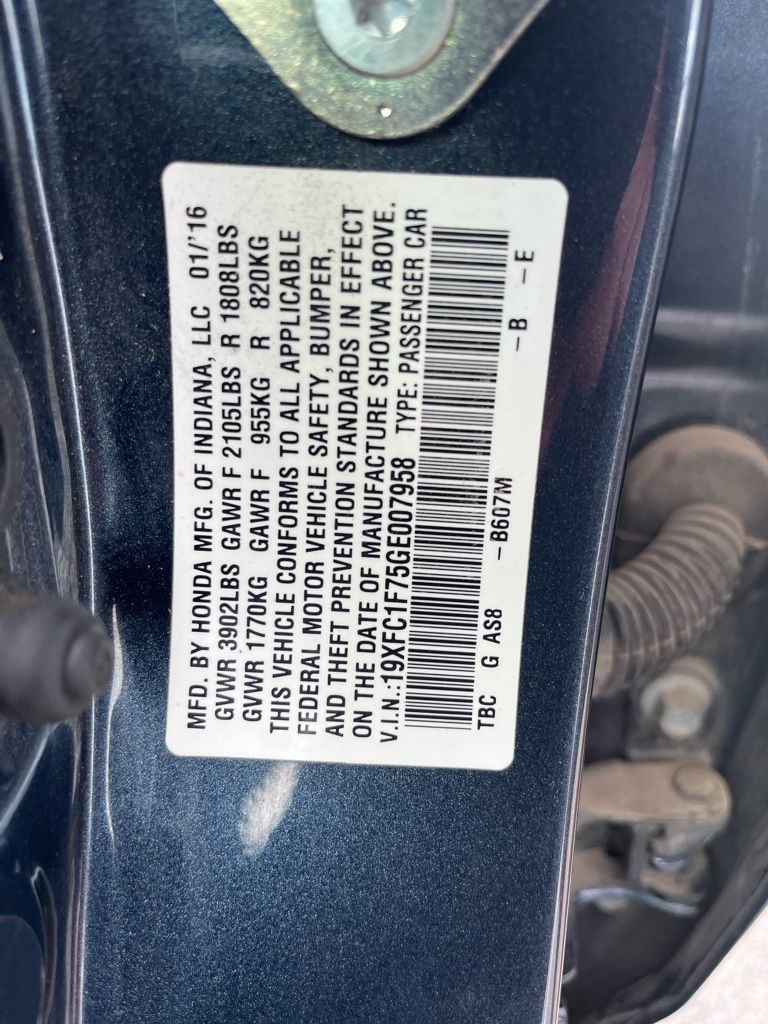 MFD. BY HONDA MFG. OF INDIANA, LLC 01/'16
GVWR 3902LBS GAWR F 2105LBS R 1808LBS
GVWR 1770KG GAWR F 955KG R 820KG
THIS VEHICLE CONFORMS TO ALL APPLICABLE
FEDERAL MOTOR VEHICLE SAFETY, BUMPER,
AND THEFT PREVENTION STANDARDS IN EFFECT
ON THE DATE OF MANUFACTURE SHOWN ABOVE.
V.I.N.:19XFC1F75GE007958 TYPE: PASSENGER CAR
TBC G AS8 -B607M -B -E